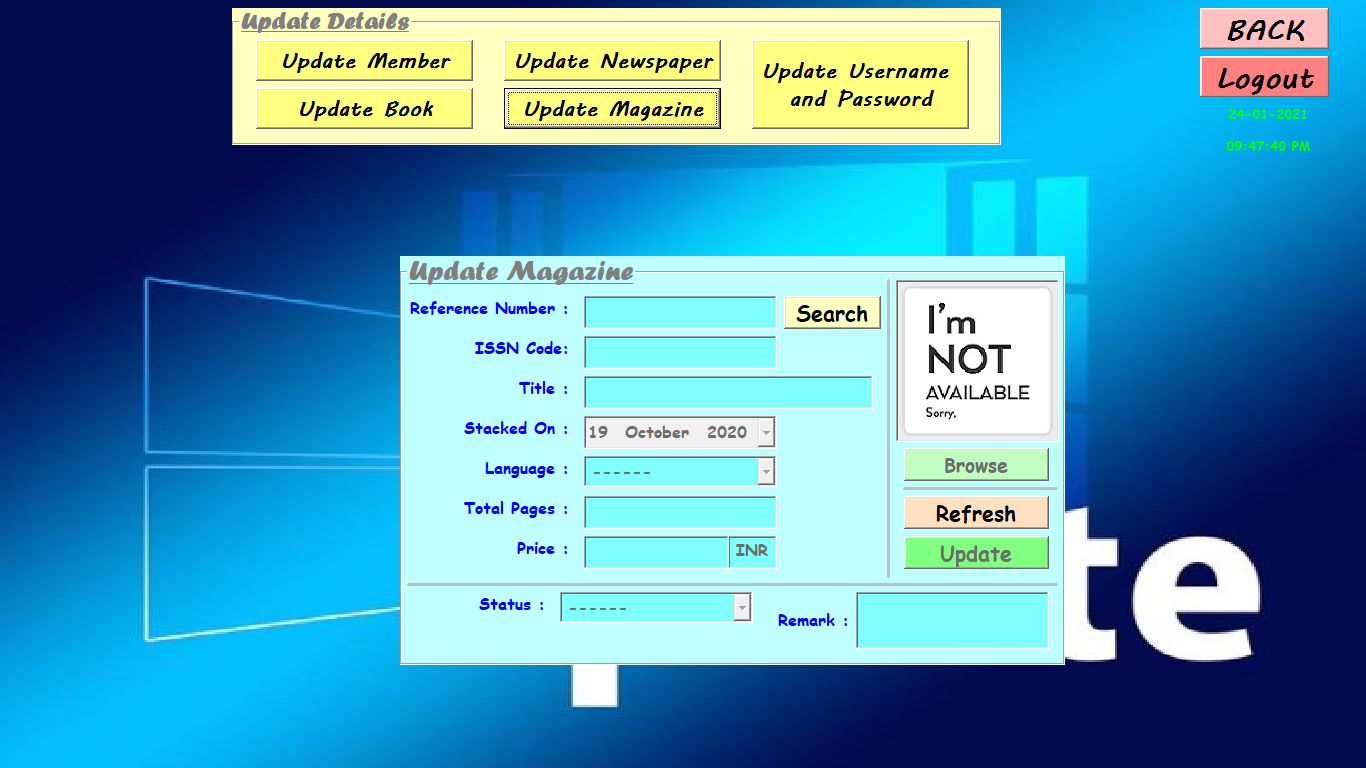 Update Details
Update Member
Update Newspaper
Update Username
and Password
Update Book
Update Magazine
BACK
Logout
24-01-2021
09:47:40 PM
Update Magazine
Reference Number :
Search
ISSN Code:
Title :
Stacked On :
19 October 2020
Language :
------
Total Pages :
Price :
INR
I'm
NOT
AVAILABLE
Sorry,
Browse
Refresh
Update
Status :
------
Remark :
te